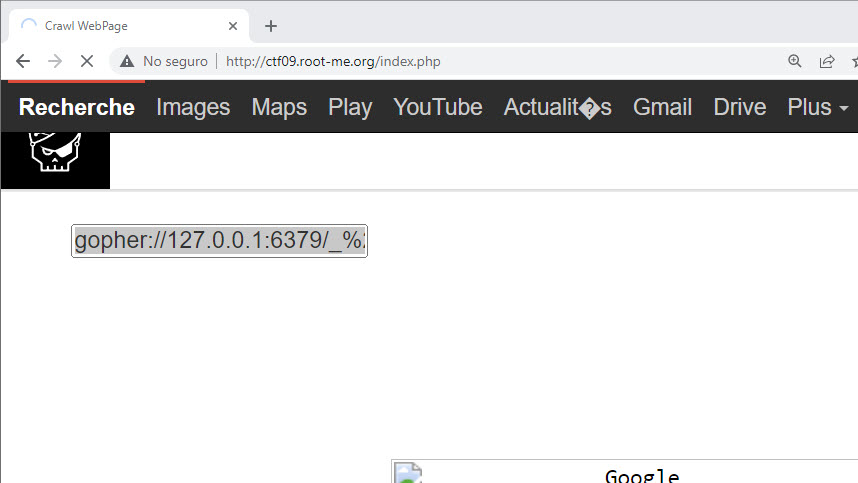 Crawl WebPage
No seguro http://ctf09.root-me.org/index.php
Recherche Images Maps Play YouTube Actualit�s Gmail Drive Plus
gopher://127.0.0.1:6379/_%
Google